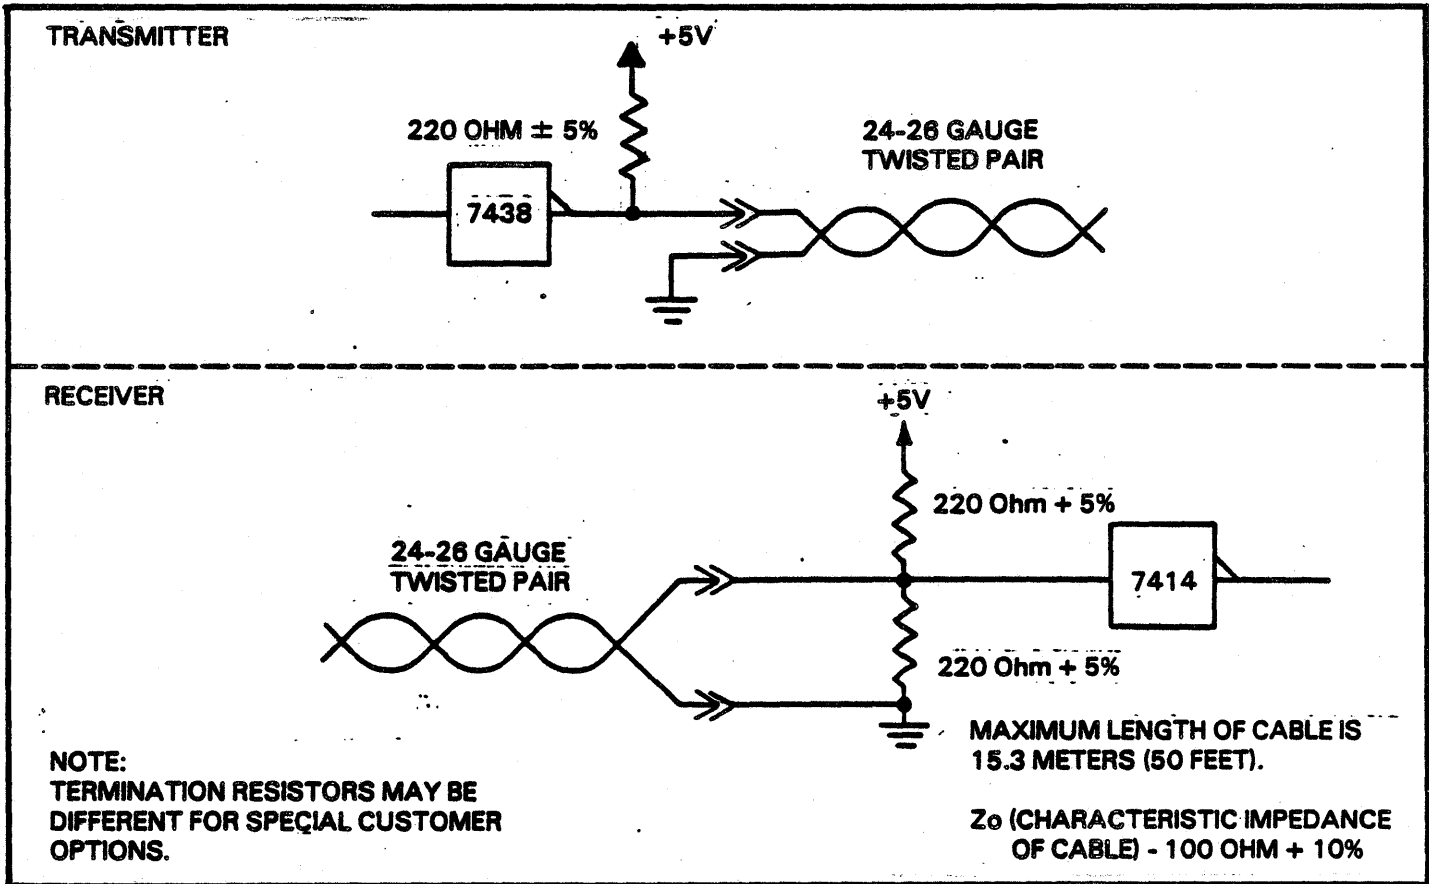 TRANSMITTER
+5V
220 OHM ± 5%
24-26 GAUGE
TWISTED PAIR
7438
RECEIVER
+5V
220 Ohm + 5%
24-26 GAUGE
TWISTED PAIR
7414
220 Ohm + 5%
MAXIMUM LENGTH OF CABLE IS
15.3 METERS (50 FEET).
NOTE:
TERMINATION RESISTORS MAY BE
DIFFERENT FOR SPECIAL CUSTOMER
OPTIONS.
Zo (CHARACTERISTIC IMPEDANCE
OF CABLE) - 100 OHM + 10%